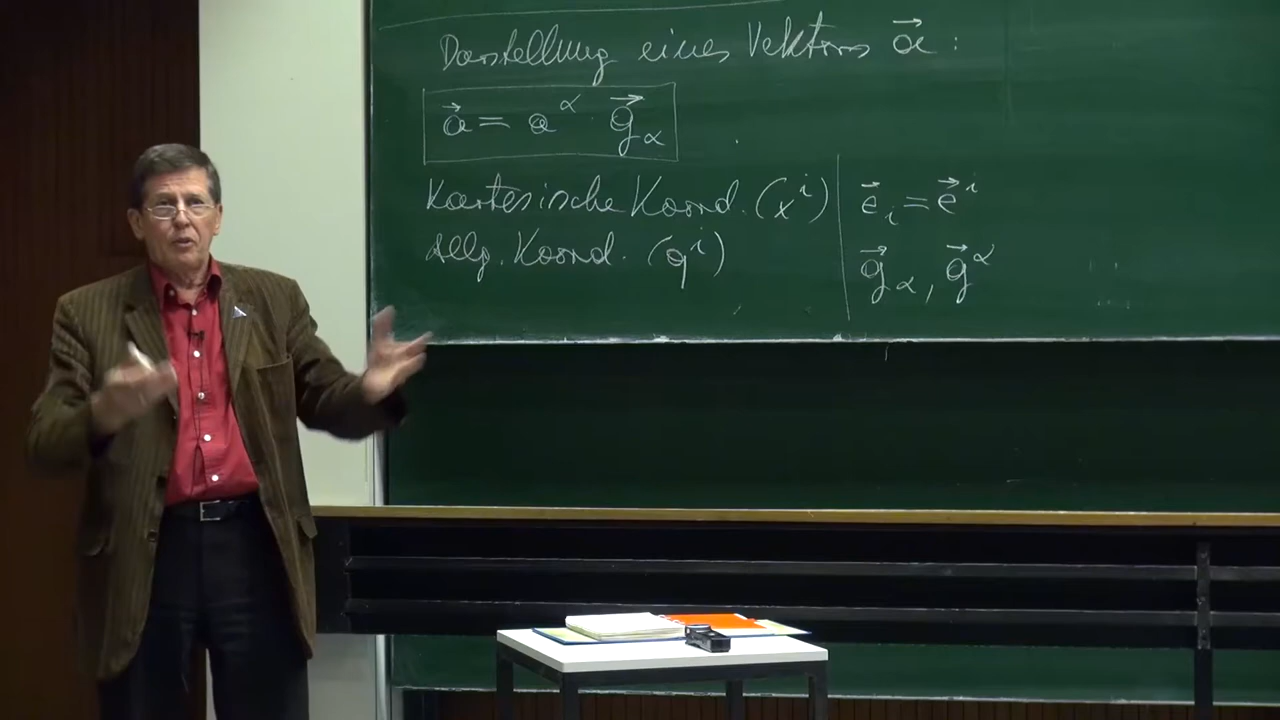 Darstellung eines Vektors a⃗ :
a⃗ = a^α g⃗_α
Kartesische Koord. (x^i) | e⃗_i = e⃗^i
Allg. Koord. (q^i) | g⃗_α, g⃗^α